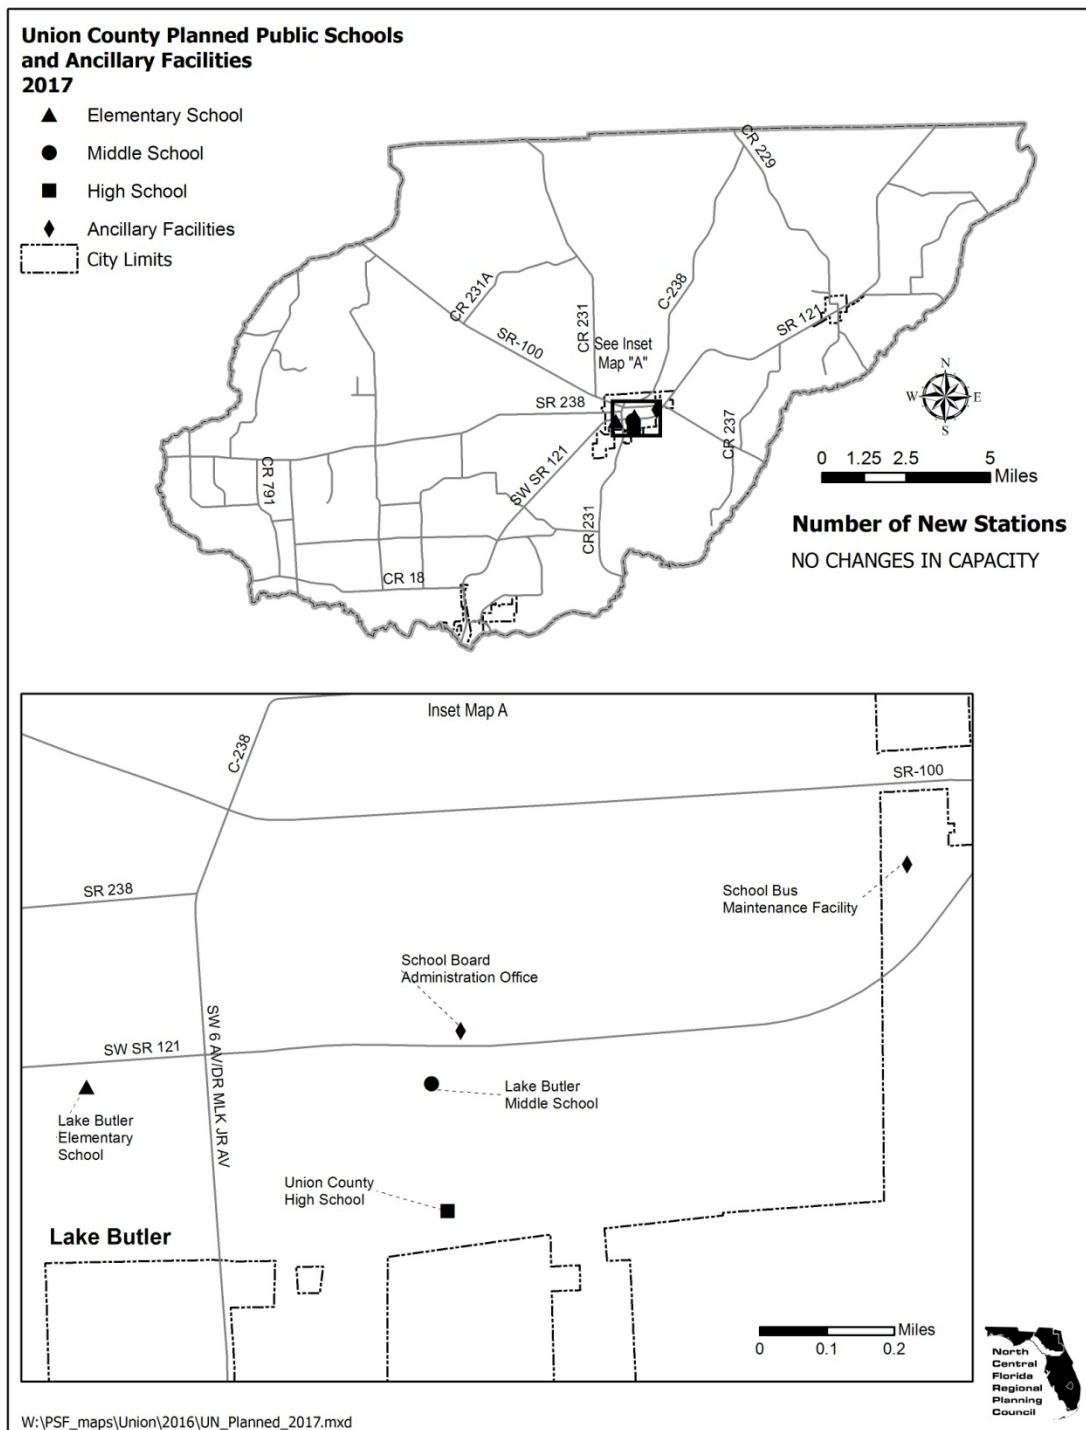 Union County Planned Public Schools
and Ancillary Facilities
2017
Elementary School
Middle School
High School
Ancillary Facilities
City Limits
CR 229
CR 231A
CR 231
C-238
SR-100
SR 121
See Inset
Map "A"
SR 238
CR 237
SW SR 121
CR 791
CR 231
CR 18
N
W
E
S
0 1.25 2.5 5
Miles
Number of New Stations
NO CHANGES IN CAPACITY
Inset Map A
C-238
SR-100
SR 238
School Bus
Maintenance Facility
School Board
Administration Office
SW SR 121
SW 6 AV/DR MLK JR AV
Lake Butler
Elementary
School
Lake Butler
Middle School
Union County
High School
Lake Butler
Miles
0 0.1 0.2
North
Central
Florida
Regional
Planning
Council
W:\PSF_maps\Union\2016\UN_Planned_2017.mxd